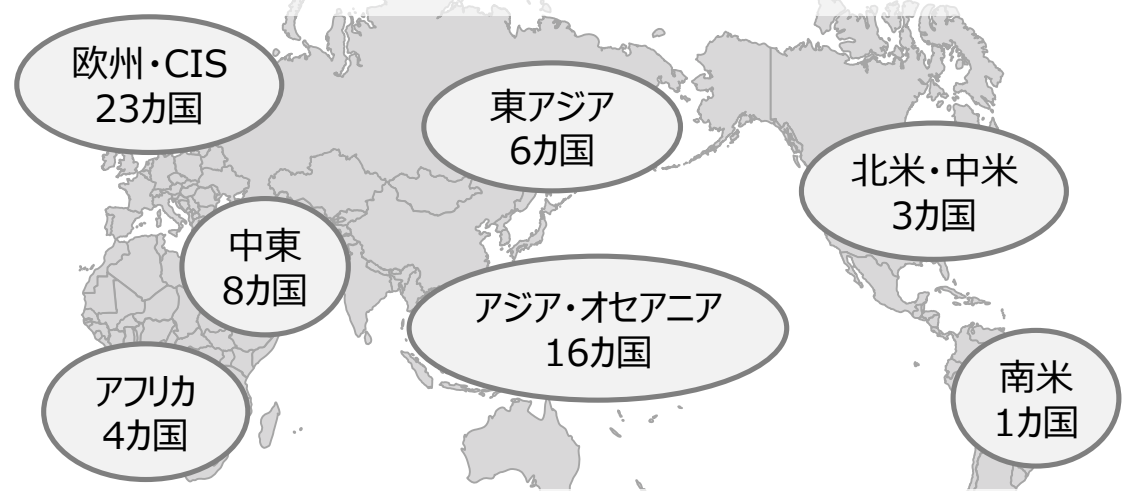 欧州・CIS
23カ国
東アジア
6カ国
北米・中米
3カ国
中東
8カ国
アジア・オセアニア
16カ国
アフリカ
4カ国
南米
1カ国